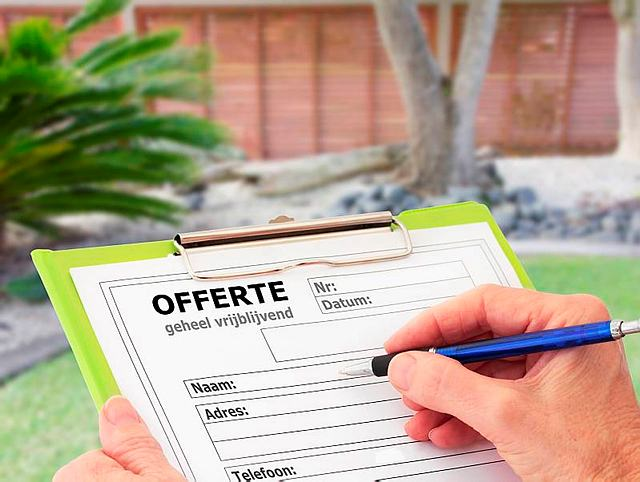 OFFERTE
geheel vrijblijvend
Nr:
Datum:
Naam:
Adres:
Telefoon: